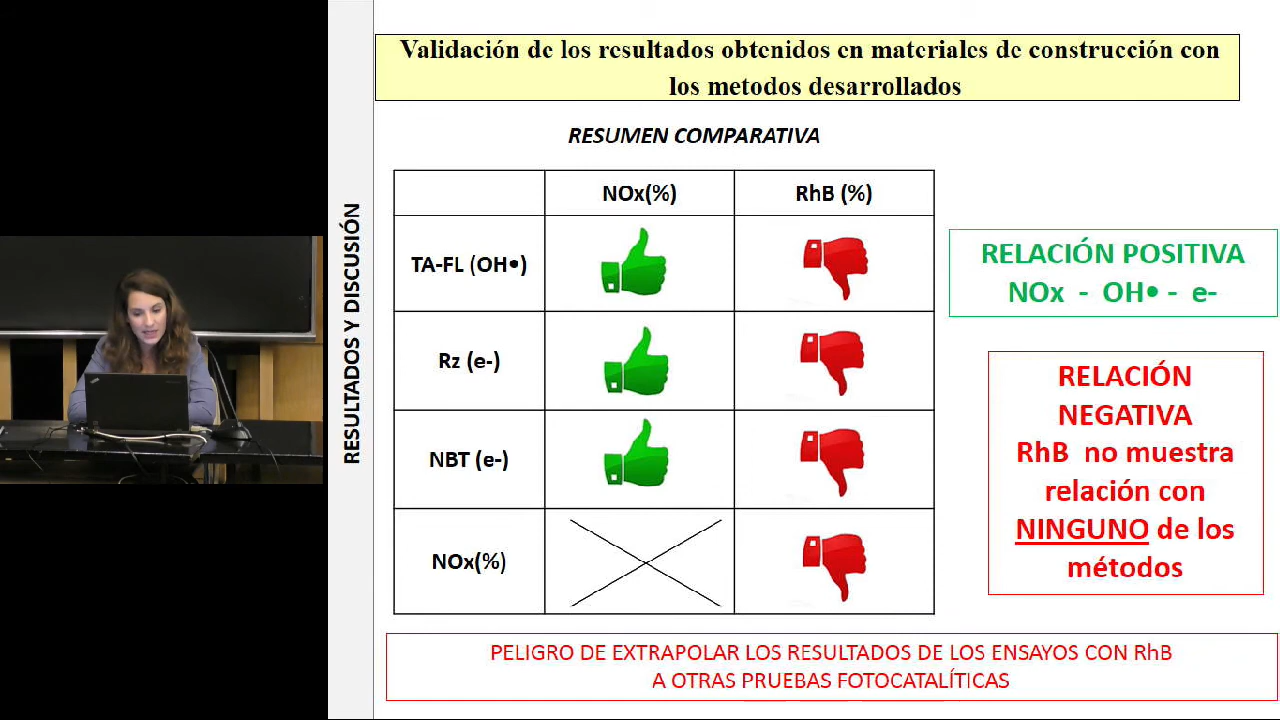 Validación de los resultados obtenidos en materiales de construcción con
los metodos desarrollados
RESUMEN COMPARATIVA
RESULTADOS Y DISCUSIÓN
NOx(%)
RhB (%)
TA-FL (OH•)
Rz (e-)
NBT (e-)
NOx(%)
RELACIÓN POSITIVA
NOx - OH• - e-
RELACIÓN
NEGATIVA
RhB no muestra
relación con
NINGUNO de los
métodos
PELIGRO DE EXTRAPOLAR LOS RESULTADOS DE LOS ENSAYOS CON RhB
A OTRAS PRUEBAS FOTOCATALÍTICAS